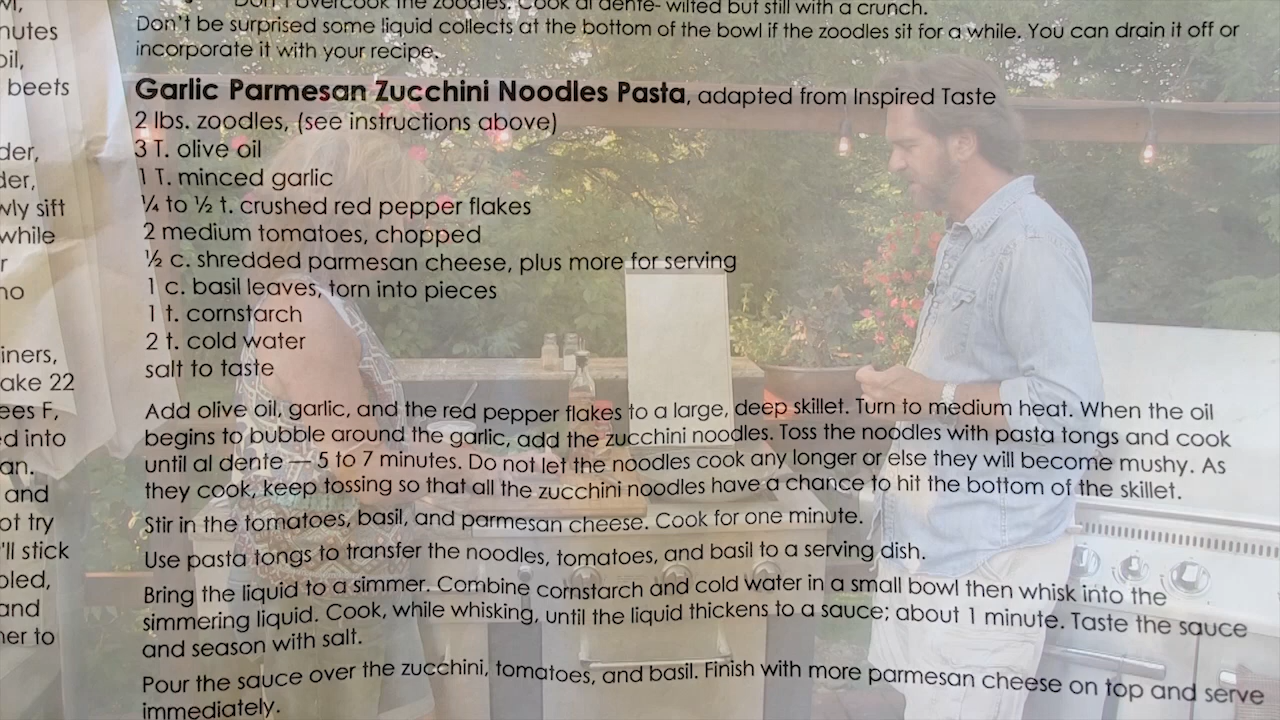 Don't overcook the zoodles. Cook al dente- wilted but still with a crunch.
Don't be surprised some liquid collects at the bottom of the bowl if the zoodles sit for a while. You can drain it off or
incorporate it with your recipe.
Garlic Parmesan Zucchini Noodles Pasta, adapted from Inspired Taste
2 lbs. zoodles, (see instructions above)
3 T. olive oil
1 T. minced garlic
¼ to ½ t. crushed red pepper flakes
2 medium tomatoes, chopped
½ c. shredded parmesan cheese, plus more for serving
1 c. basil leaves, torn into pieces
1 t. cornstarch
2 t. cold water
salt to taste
Add olive oil, garlic, and the red pepper flakes to a large, deep skillet. Turn to medium heat. When the oil
begins to bubble around the garlic, add the zucchini noodles. Toss the noodles with pasta tongs and cook
until al dente — 5 to 7 minutes. Do not let the noodles cook any longer or else they will become mushy. As
they cook, keep tossing so that all the zucchini noodles have a chance to hit the bottom of the skillet.
Stir in the tomatoes, basil, and parmesan cheese. Cook for one minute.
Use pasta tongs to transfer the noodles, tomatoes, and basil to a serving dish.
Bring the liquid to a simmer. Combine cornstarch and cold water in a small bowl then whisk into the
simmering liquid. Cook, while whisking, until the liquid thickens to a sauce; about 1 minute. Taste the sauce
and season with salt.
Pour the sauce over the zucchini, tomatoes, and basil. Finish with more parmesan cheese on top and serve
immediately.
nutes
oil,
beets
der,
der,
wly sift
while
r
no
iners,
ake 22
ees F,
ed into
an.
and
ot try
'll stick
oled,
and
her to